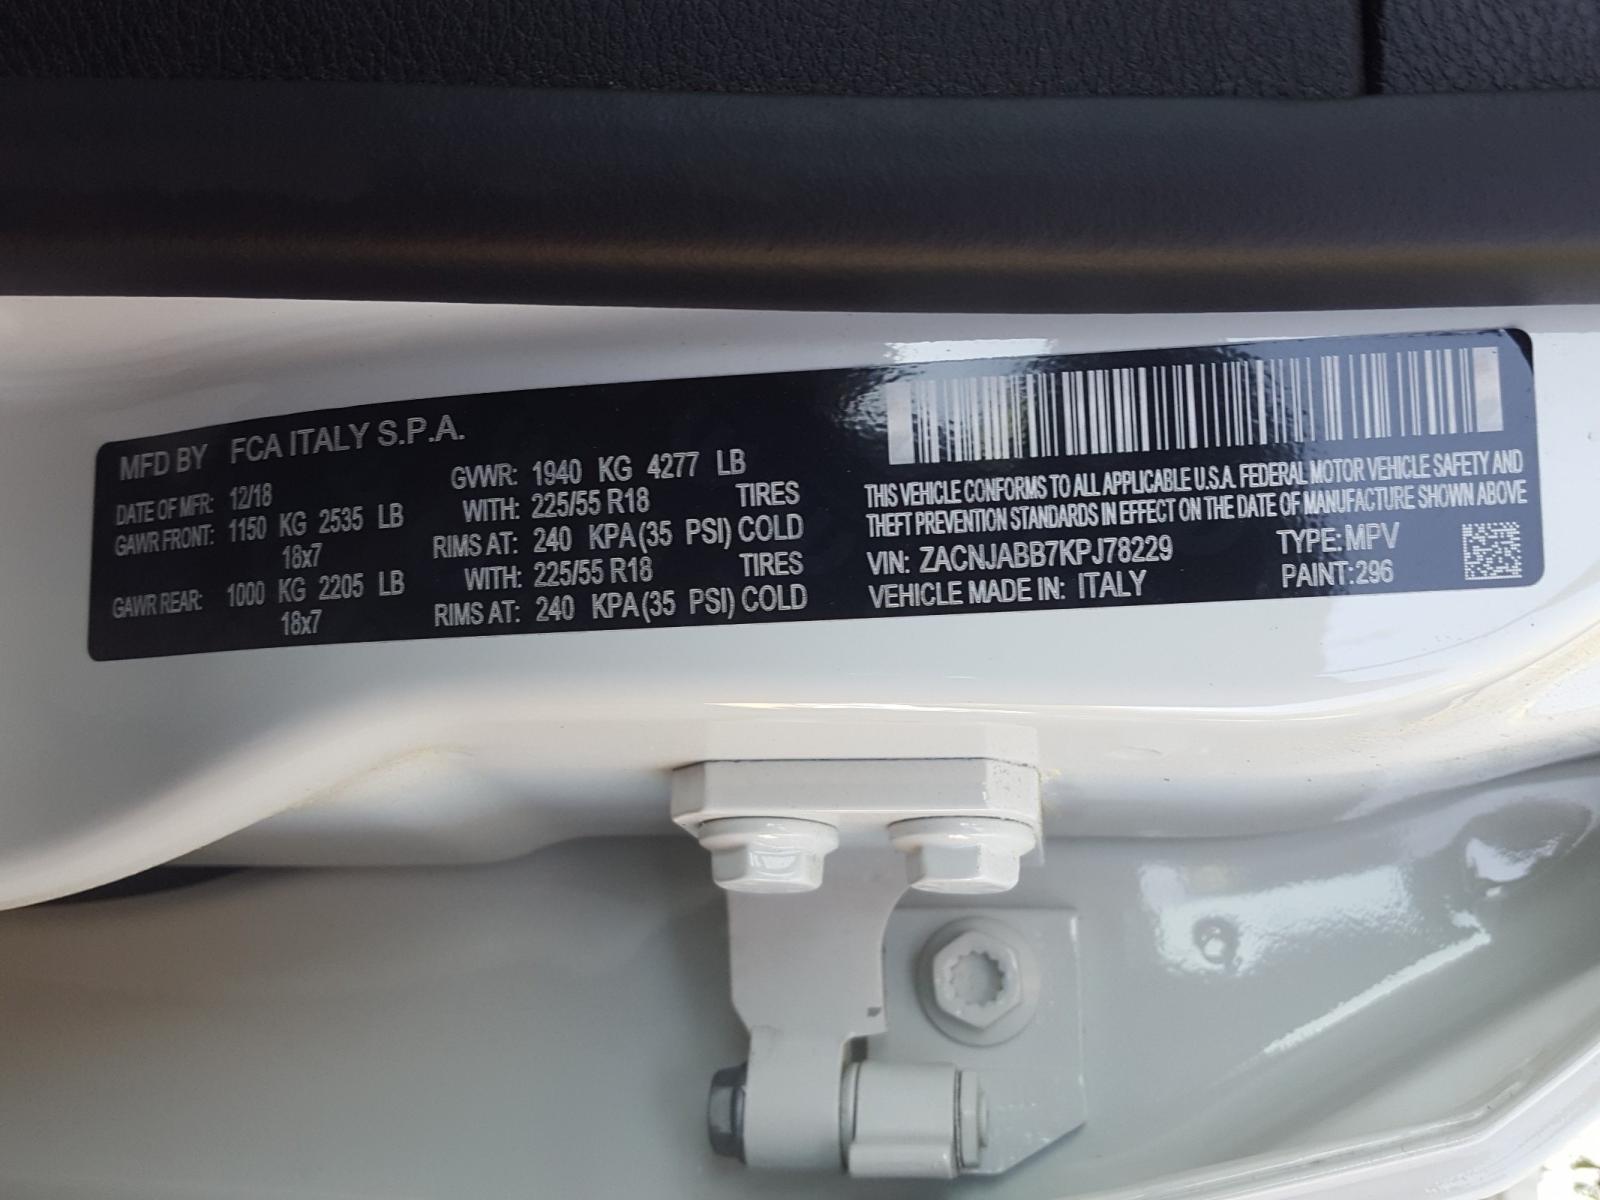 MFD BY FCA ITALY S.P.A.
DATE OF MFR: 12/18 GVWR: 1940 KG 4277 LB
GAWR FRONT: 1150 KG 2535 LB WITH: 225/55 R18 TIRES
18x7 RIMS AT: 240 KPA(35 PSI) COLD
GAWR REAR: 1000 KG 2205 LB WITH: 225/55 R18 TIRES
18x7 RIMS AT: 240 KPA(35 PSI) COLD
THIS VEHICLE CONFORMS TO ALL APPLICABLE U.S.A. FEDERAL MOTOR VEHICLE SAFETY AND
THEFT PREVENTION STANDARDS IN EFFECT ON THE DATE OF MANUFACTURE SHOWN ABOVE
VIN: ZACNJABB7KPJ78229 TYPE: MPV
VEHICLE MADE IN: ITALY PAINT: 296